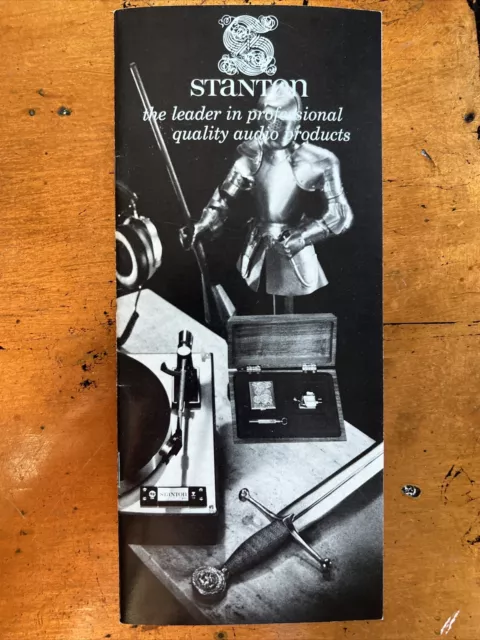 STANTON
the leader in professional
quality audio products
STANTON